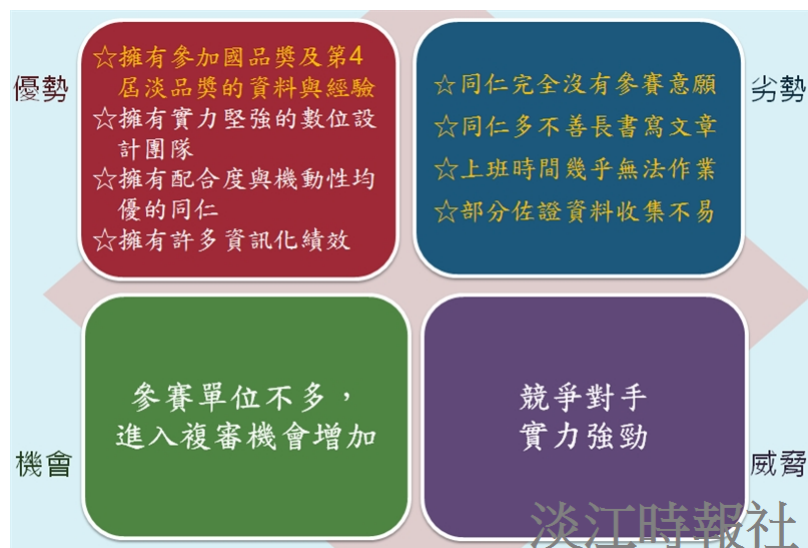 優勢
☆擁有參加國品獎及第4
屆淡品獎的資料與經驗
☆擁有實力堅強的數位設
計團隊
☆擁有配合度與機動性均
優的同仁
☆擁有許多資訊化績效
劣勢
☆同仁完全沒有參賽意願
☆同仁多不善長書寫文章
☆上班時間幾乎無法作業
☆部分佐證資料收集不易
機會
參賽單位不多，
進入複審機會增加
威脅
競爭對手
實力強勁
淡江時報社